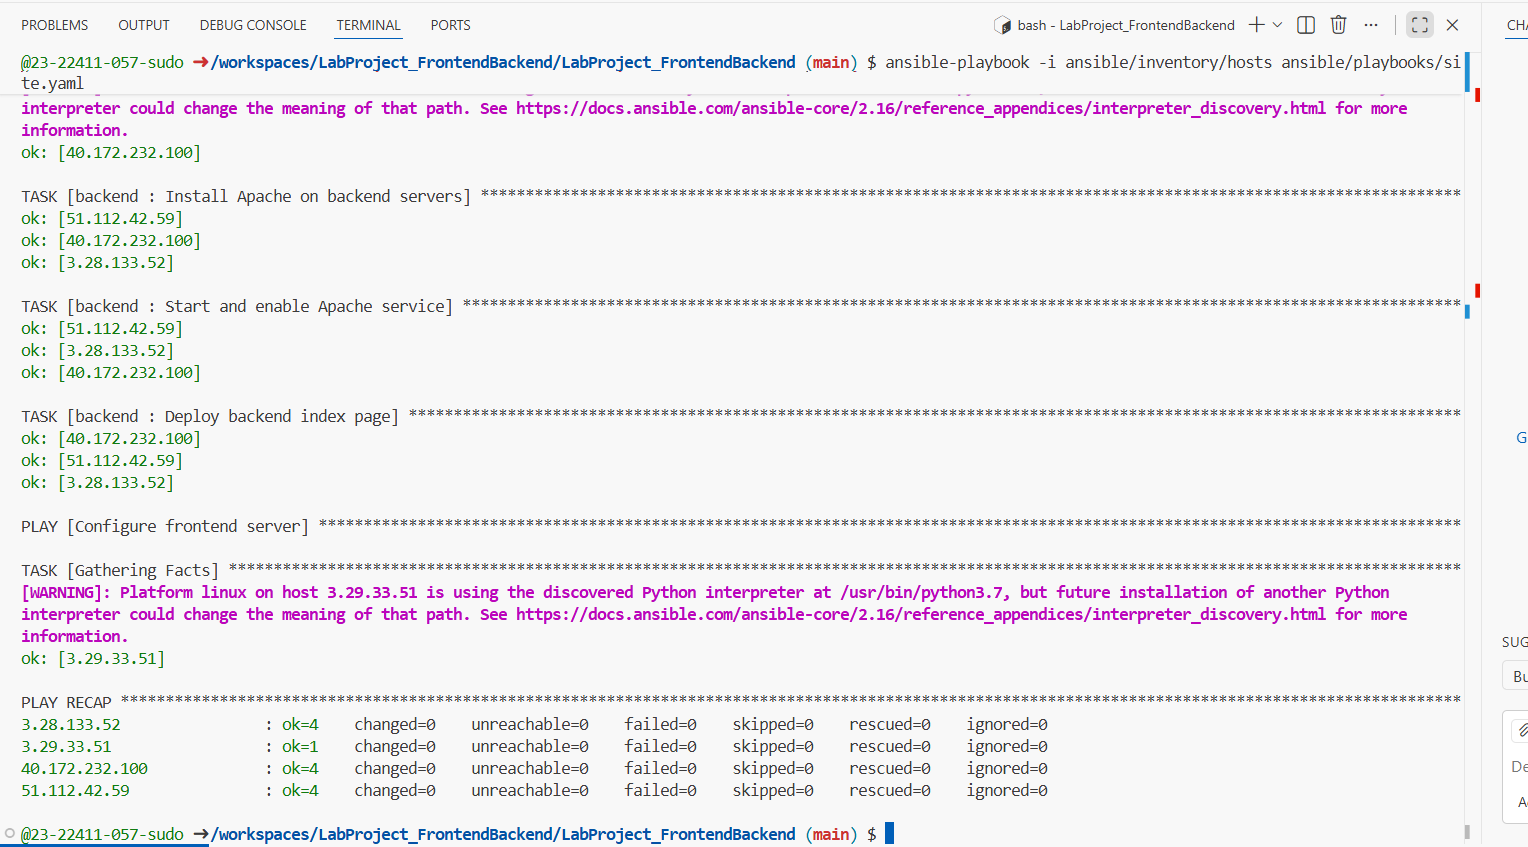 PROBLEMS OUTPUT DEBUG CONSOLE TERMINAL PORTS bash - LabProject_FrontendBackend
@23-22411-057-sudo ➜/workspaces/LabProject_FrontendBackend/LabProject_FrontendBackend (main) $ ansible-playbook -i ansible/inventory/hosts ansible/playbooks/si
te.yaml
interpreter could change the meaning of that path. See https://docs.ansible.com/ansible-core/2.16/reference_appendices/interpreter_discovery.html for more
information.
ok: [40.172.232.100]
TASK [backend : Install Apache on backend servers] *************************************************************************************************************
ok: [51.112.42.59]
ok: [40.172.232.100]
ok: [3.28.133.52]
TASK [backend : Start and enable Apache service] ***************************************************************************************************************
ok: [51.112.42.59]
ok: [3.28.133.52]
ok: [40.172.232.100]
TASK [backend : Deploy backend index page] *********************************************************************************************************************
ok: [40.172.232.100]
ok: [51.112.42.59]
ok: [3.28.133.52]
PLAY [Configure frontend server] *******************************************************************************************************************************
TASK [Gathering Facts] *****************************************************************************************************************************************
[WARNING]: Platform linux on host 3.29.33.51 is using the discovered Python interpreter at /usr/bin/python3.7, but future installation of another Python
interpreter could change the meaning of that path. See https://docs.ansible.com/ansible-core/2.16/reference_appendices/interpreter_discovery.html for more
information.
ok: [3.29.33.51]
PLAY RECAP *****************************************************************************************************************************************************
3.28.133.52 : ok=4 changed=0 unreachable=0 failed=0 skipped=0 rescued=0 ignored=0
3.29.33.51 : ok=1 changed=0 unreachable=0 failed=0 skipped=0 rescued=0 ignored=0
40.172.232.100 : ok=4 changed=0 unreachable=0 failed=0 skipped=0 rescued=0 ignored=0
51.112.42.59 : ok=4 changed=0 unreachable=0 failed=0 skipped=0 rescued=0 ignored=0
@23-22411-057-sudo ➜/workspaces/LabProject_FrontendBackend/LabProject_FrontendBackend (main) $